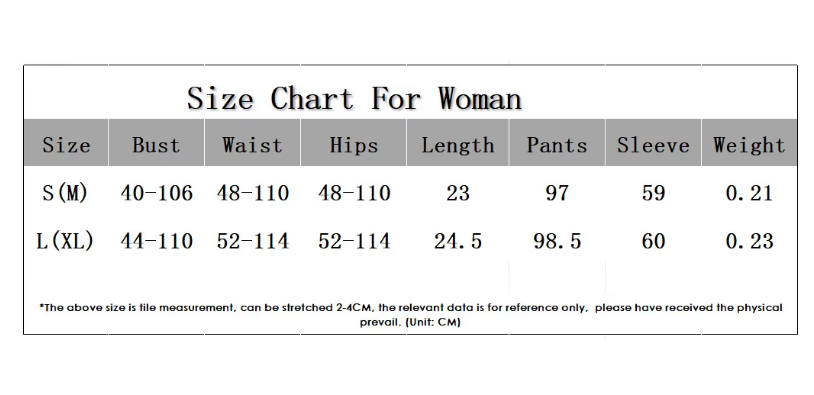 Size Chart For Woman
Size Bust Waist Hips Length Pants Sleeve Weight
S(M) 40-106 48-110 48-110 23 97 59 0.21
L(XL) 44-110 52-114 52-114 24.5 98.5 60 0.23
*The above size is tile measurement, can be stretched 2-4CM, the relevant data is for reference only, please have received the physical
prevail. (Unit: CM)